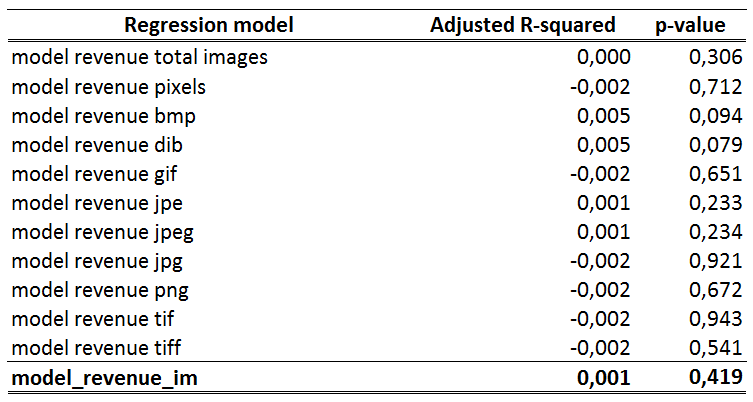 Regression model Adjusted R-squared p-value
model revenue total images 0,000 0,306
model revenue pixels -0,002 0,712
model revenue bmp 0,005 0,094
model revenue dib 0,005 0,079
model revenue gif -0,002 0,651
model revenue jpe 0,001 0,233
model revenue jpeg 0,001 0,234
model revenue jpg -0,002 0,921
model revenue png -0,002 0,672
model revenue tif -0,002 0,943
model revenue tiff -0,002 0,541
model_revenue_im 0,001 0,419